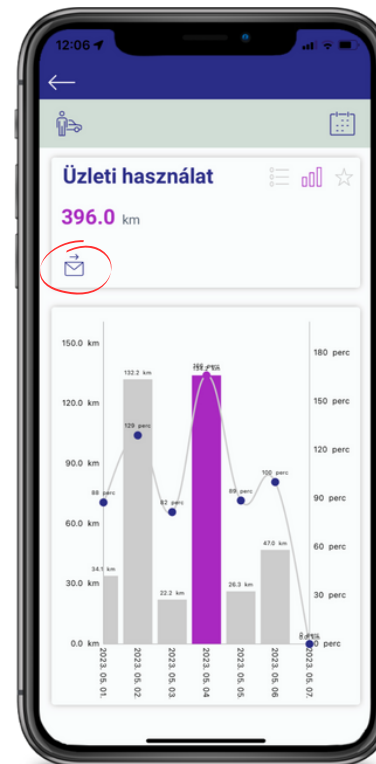 12:06
Üzleti használat
396.0 km
150.0 km
120.0 km
90.0 km
60.0 km
30.0 km
0.0 km
180 perc
150 perc
120 perc
90 perc
60 perc
30 perc
34.1 km
132.2 km
22.2 km
26.3 km
47.0 km
88 perc
129 perc
82 perc
89 perc
100 perc
2023. 05. 01.
2023. 05. 02.
2023. 05. 03.
2023. 05. 04
2023. 05. 05.
2023. 05. 06.
2023. 05. 07.